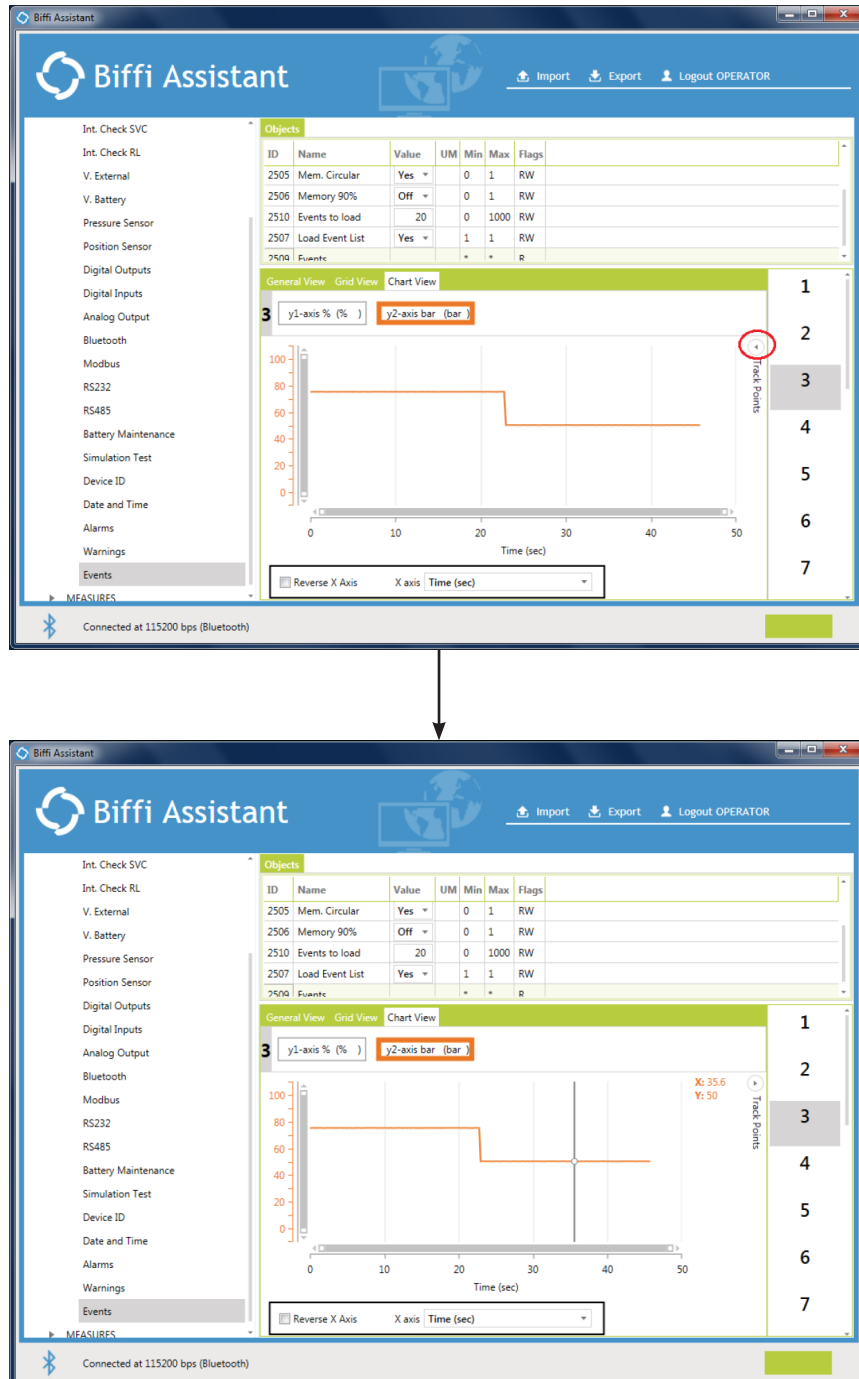 Biffi Assistant
Biffi Assistant
Import Export Logout OPERATOR
Int. Check SVC
Int. Check RL
V. External
V. Battery
Pressure Sensor
Position Sensor
Digital Outputs
Digital Inputs
Analog Output
Bluetooth
Modbus
RS232
RS485
Battery Maintenance
Simulation Test
Device ID
Date and Time
Alarms
Warnings
Events
MEASURES
Objects
ID Name Value UM Min Max Flags
2505 Mem. Circular Yes 0 1 RW
2506 Memory 90% Off 0 1 RW
2510 Events to load 20 0 1000 RW
2507 Load Event List Yes 1 1 RW
2509 Events * * R
General View Grid View Chart View
3 y1-axis % (% ) y2-axis bar (bar )
Track Points
100
80
60
40
20
0
0 10 20 30 40 50
Time (sec)
Reverse X Axis X axis Time (sec)
1
2
3
4
5
6
7
Connected at 115200 bps (Bluetooth)
Biffi Assistant
Biffi Assistant
Import Export Logout OPERATOR
Int. Check SVC
Int. Check RL
V. External
V. Battery
Pressure Sensor
Position Sensor
Digital Outputs
Digital Inputs
Analog Output
Bluetooth
Modbus
RS232
RS485
Battery Maintenance
Simulation Test
Device ID
Date and Time
Alarms
Warnings
Events
MEASURES
Objects
ID Name Value UM Min Max Flags
2505 Mem. Circular Yes 0 1 RW
2506 Memory 90% Off 0 1 RW
2510 Events to load 20 0 1000 RW
2507 Load Event List Yes 1 1 RW
2509 Events * * R
General View Grid View Chart View
3 y1-axis % (% ) y2-axis bar (bar )
X: 35.6
Y: 50
Track Points
100
80
60
40
20
0
0 10 20 30 40 50
Time (sec)
Reverse X Axis X axis Time (sec)
1
2
3
4
5
6
7
Connected at 115200 bps (Bluetooth)